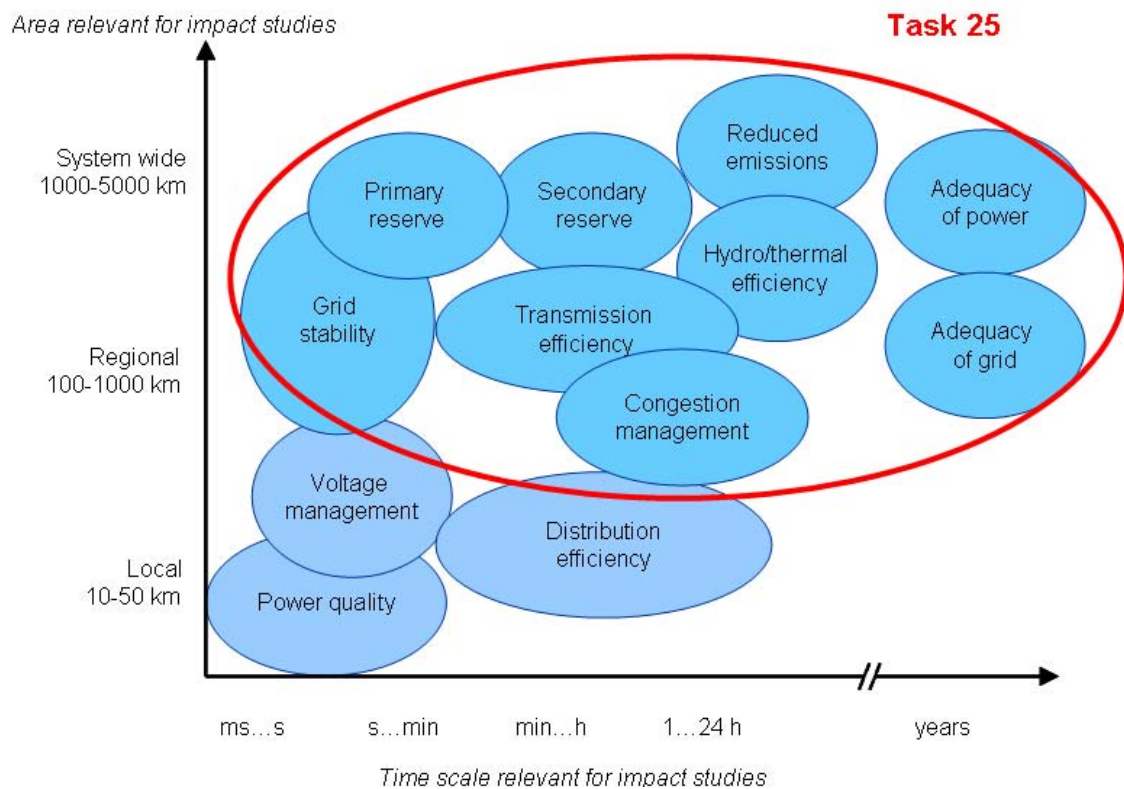 Area relevant for impact studies
Task 25
System wide
1000-5000 km
Regional
100-1000 km
Local
10-50 km
Primary
reserve
Secondary
reserve
Reduced
emissions
Adequacy
of power
Hydro/thermal
efficiency
Grid
stability
Transmission
efficiency
Adequacy
of grid
Congestion
management
Voltage
management
Distribution
efficiency
Power quality
ms...s
s...min
min...h
1...24 h
years
Time scale relevant for impact studies